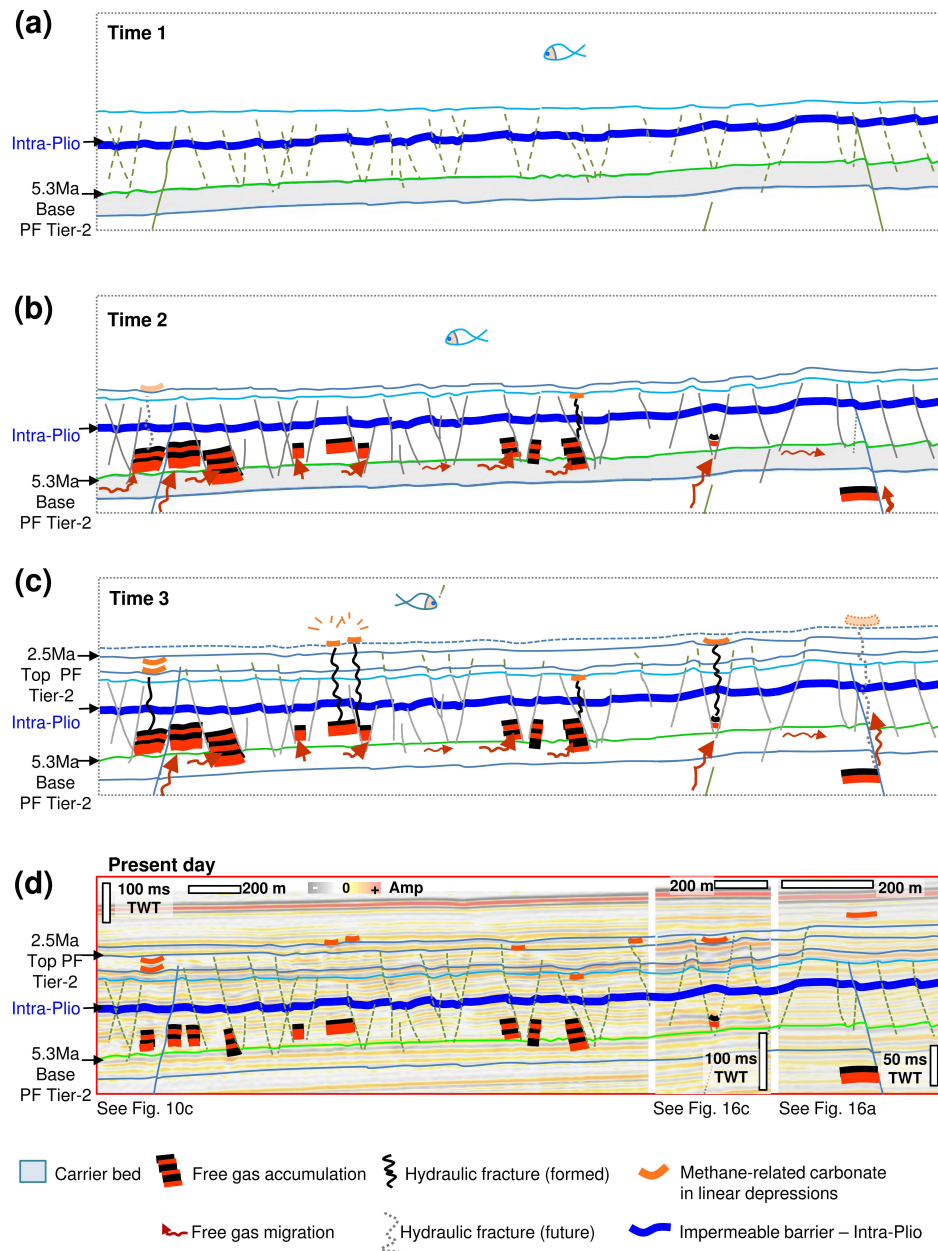 (a)
Time 1
Intra-Plio
5.3Ma
Base
PF Tier-2
(b)
Time 2
Intra-Plio
5.3Ma
Base
PF Tier-2
(c)
Time 3
2.5Ma
Top PF
Tier-2
Intra-Plio
5.3Ma
Base
PF Tier-2
(d)
Present day
100 ms
TWT
200 m
- 0 + Amp
200 m
200 m
2.5Ma
Top PF
Tier-2
Intra-Plio
5.3Ma
Base
PF Tier-2
100 ms
TWT
50 ms
TWT
See Fig. 10c
See Fig. 16c
See Fig. 16a
Carrier bed
Free gas accumulation
Hydraulic fracture (formed)
Methane-related carbonate
in linear depressions
Free gas migration
Hydraulic fracture (future)
Impermeable barrier – Intra-Plio